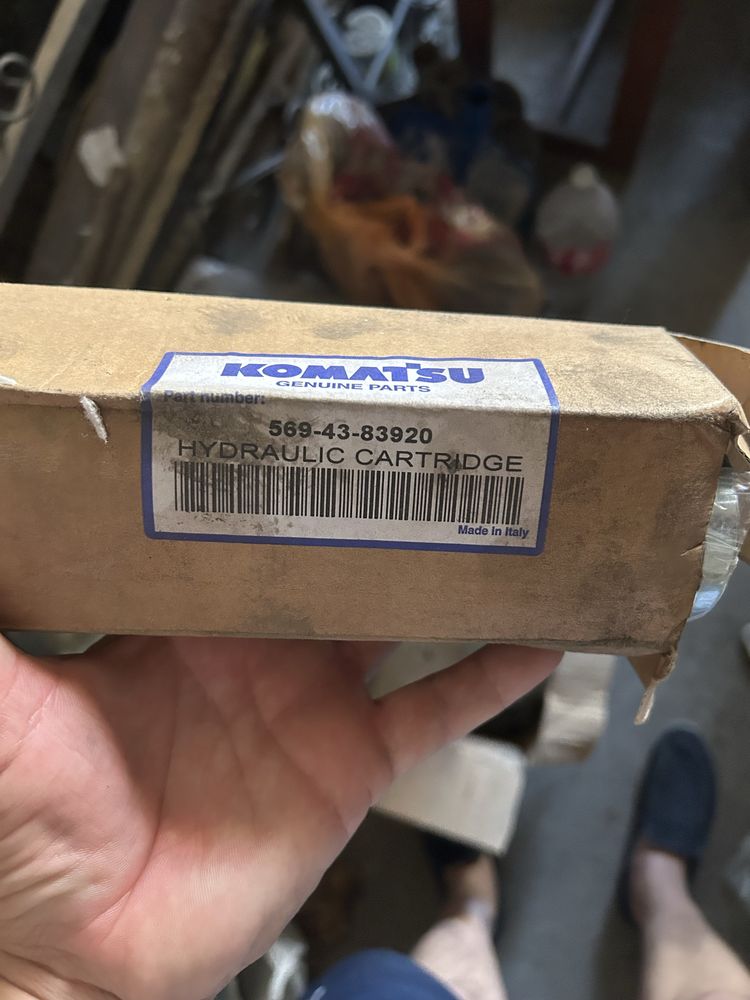 KOMATSU
GENUINE PARTS
Part number:
569-43-83920
HYDRAULIC CARTRIDGE
Made in Italy